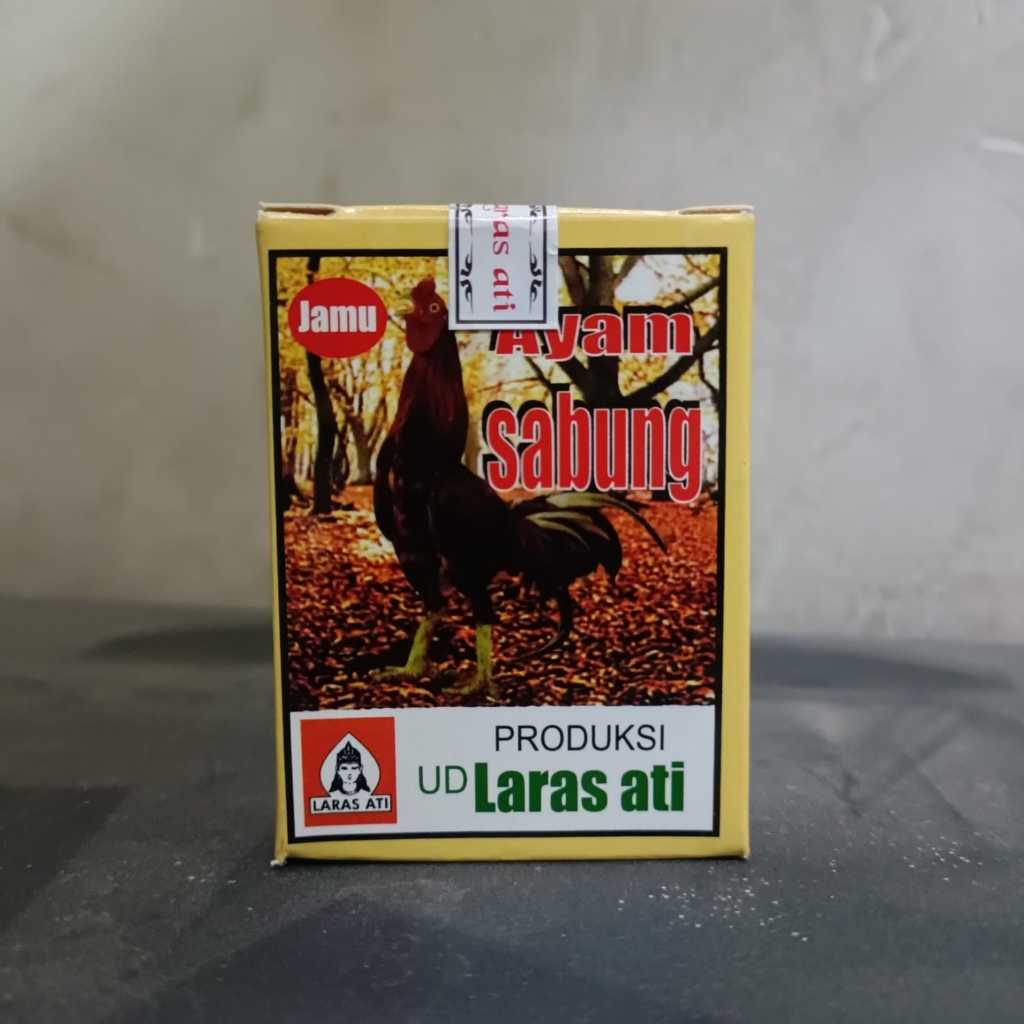 Laras ati
Jamu
Ayam
sabung
PRODUKSI
UD Laras ati
LARAS ATI